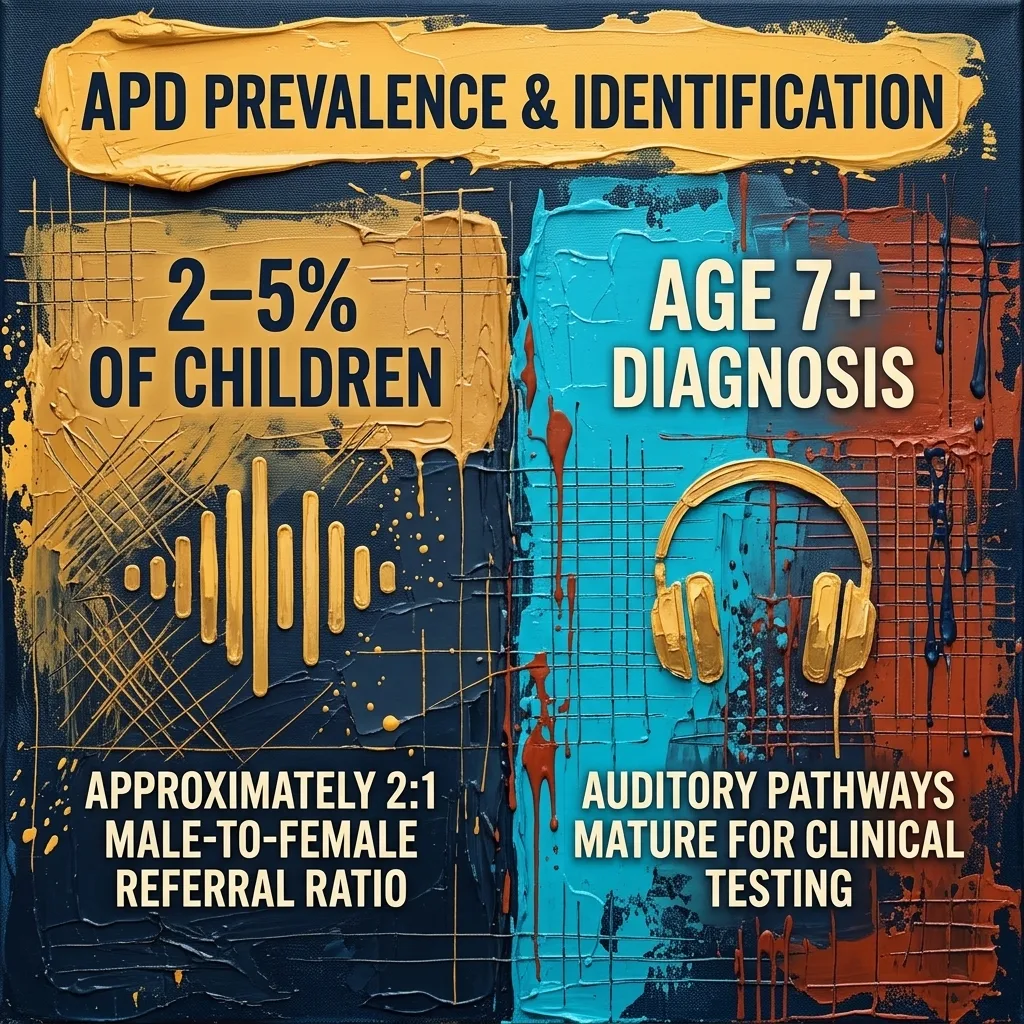 APD PREVALENCE & IDENTIFICATION
2–5%
OF CHILDREN
APPROXIMATELY 2:1
MALE-TO-FEMALE
REFERRAL RATIO
AGE 7+
DIAGNOSIS
AUDITORY PATHWAYS
MATURE FOR CLINICAL
TESTING